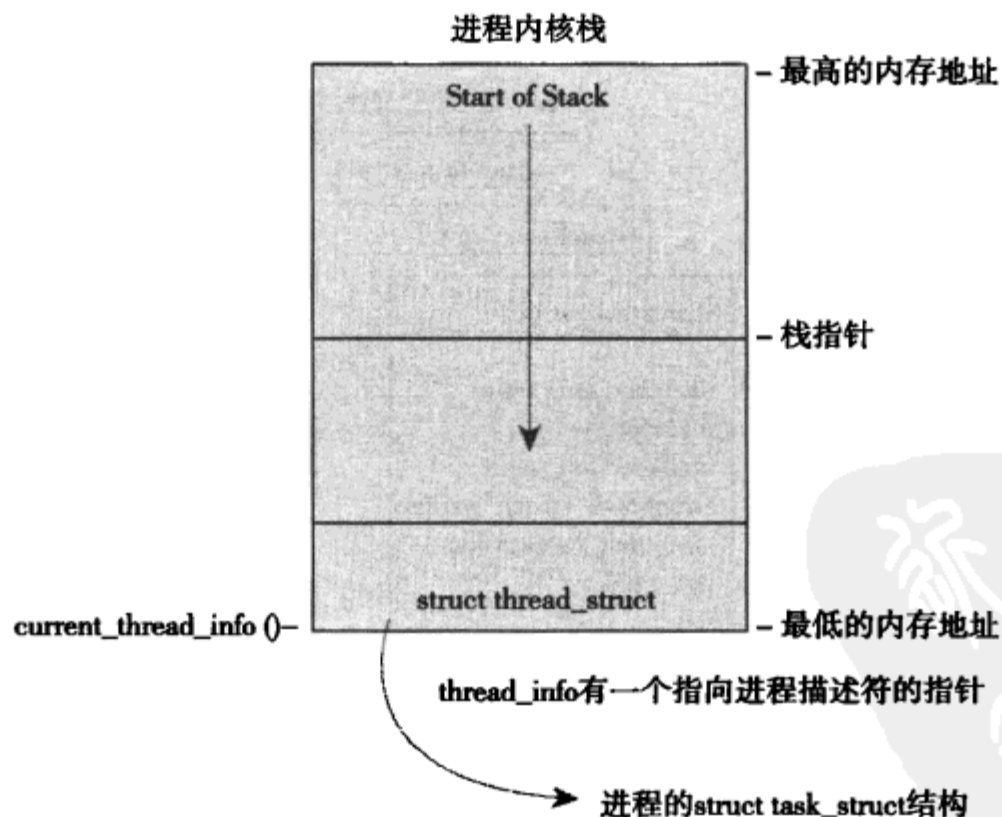 进程内核栈
最高的内存地址
Start of Stack
栈指针
struct thread_struct
current_thread_info ()
最低的内存地址
thread_info有一个指向进程描述符的指针
进程的struct task_struct结构